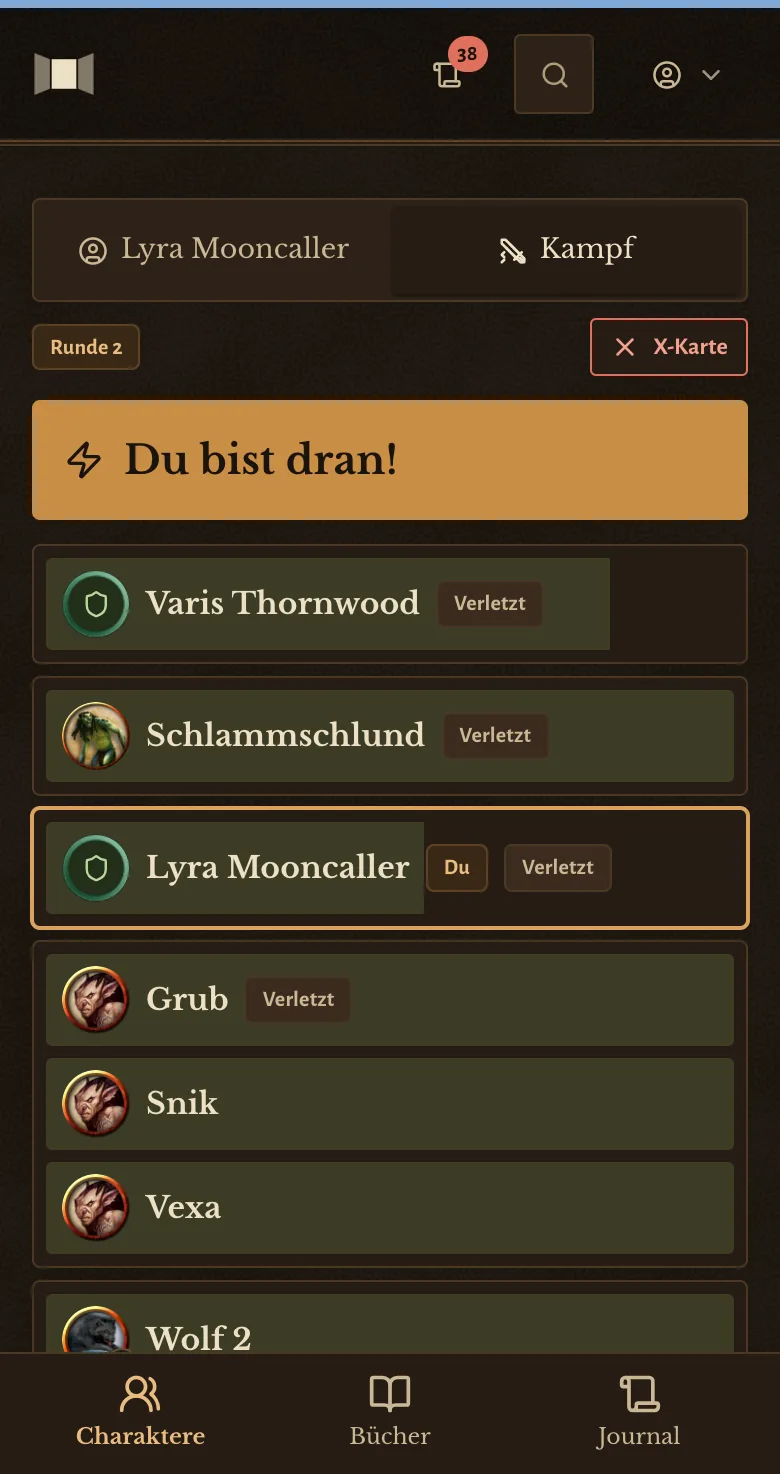 38
Lyra Mooncaller
Kampf
Runde 2
X-Karte
Du bist dran!
Varis Thornwood Verletzt
Schlammschlund Verletzt
Lyra Mooncaller Du Verletzt
Grub Verletzt
Snik
Vexa
Wolf 2
Charaktere
Bücher
Journal